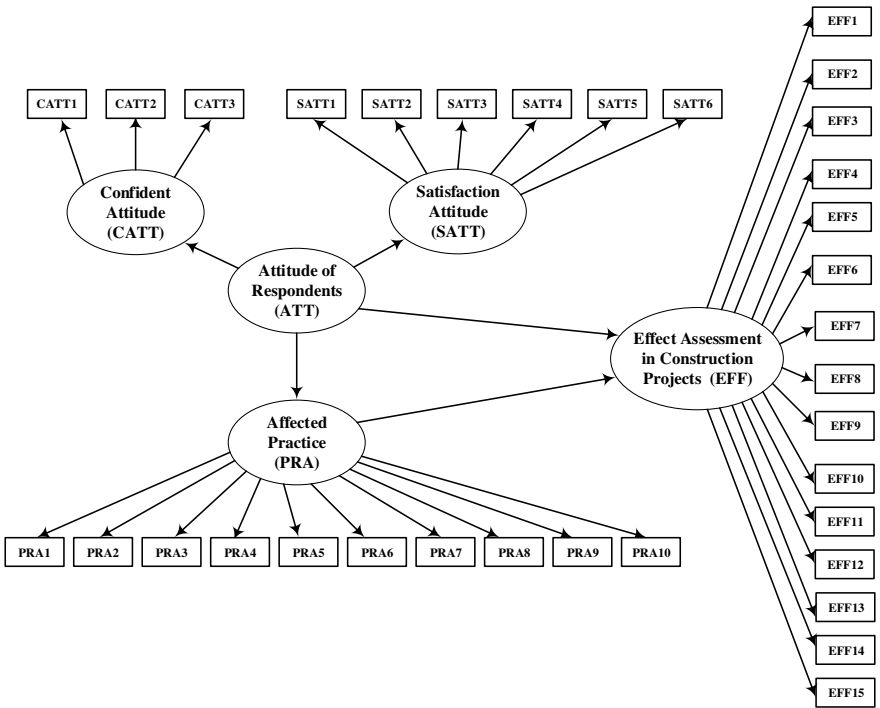 EFF1
EFF2
CATT1 CATT2 CATT3 SATT1 SATT2 SATT3 SATT4 SATT5 SATT6
EFF3
EFF4
Confident
Attitude
(CATT)
Satisfaction
Attitude
(SATT)
EFF5
Attitude of
Respondents
(ATT)
EFF6
EFF7
Effect Assessment
in Construction
Projects (EFF)
EFF8
EFF9
Affected
Practice
(PRA)
EFF10
EFF11
PRA1 PRA2 PRA3 PRA4 PRA5 PRA6 PRA7 PRA8 PRA9 PRA10
EFF12
EFF13
EFF14
EFF15